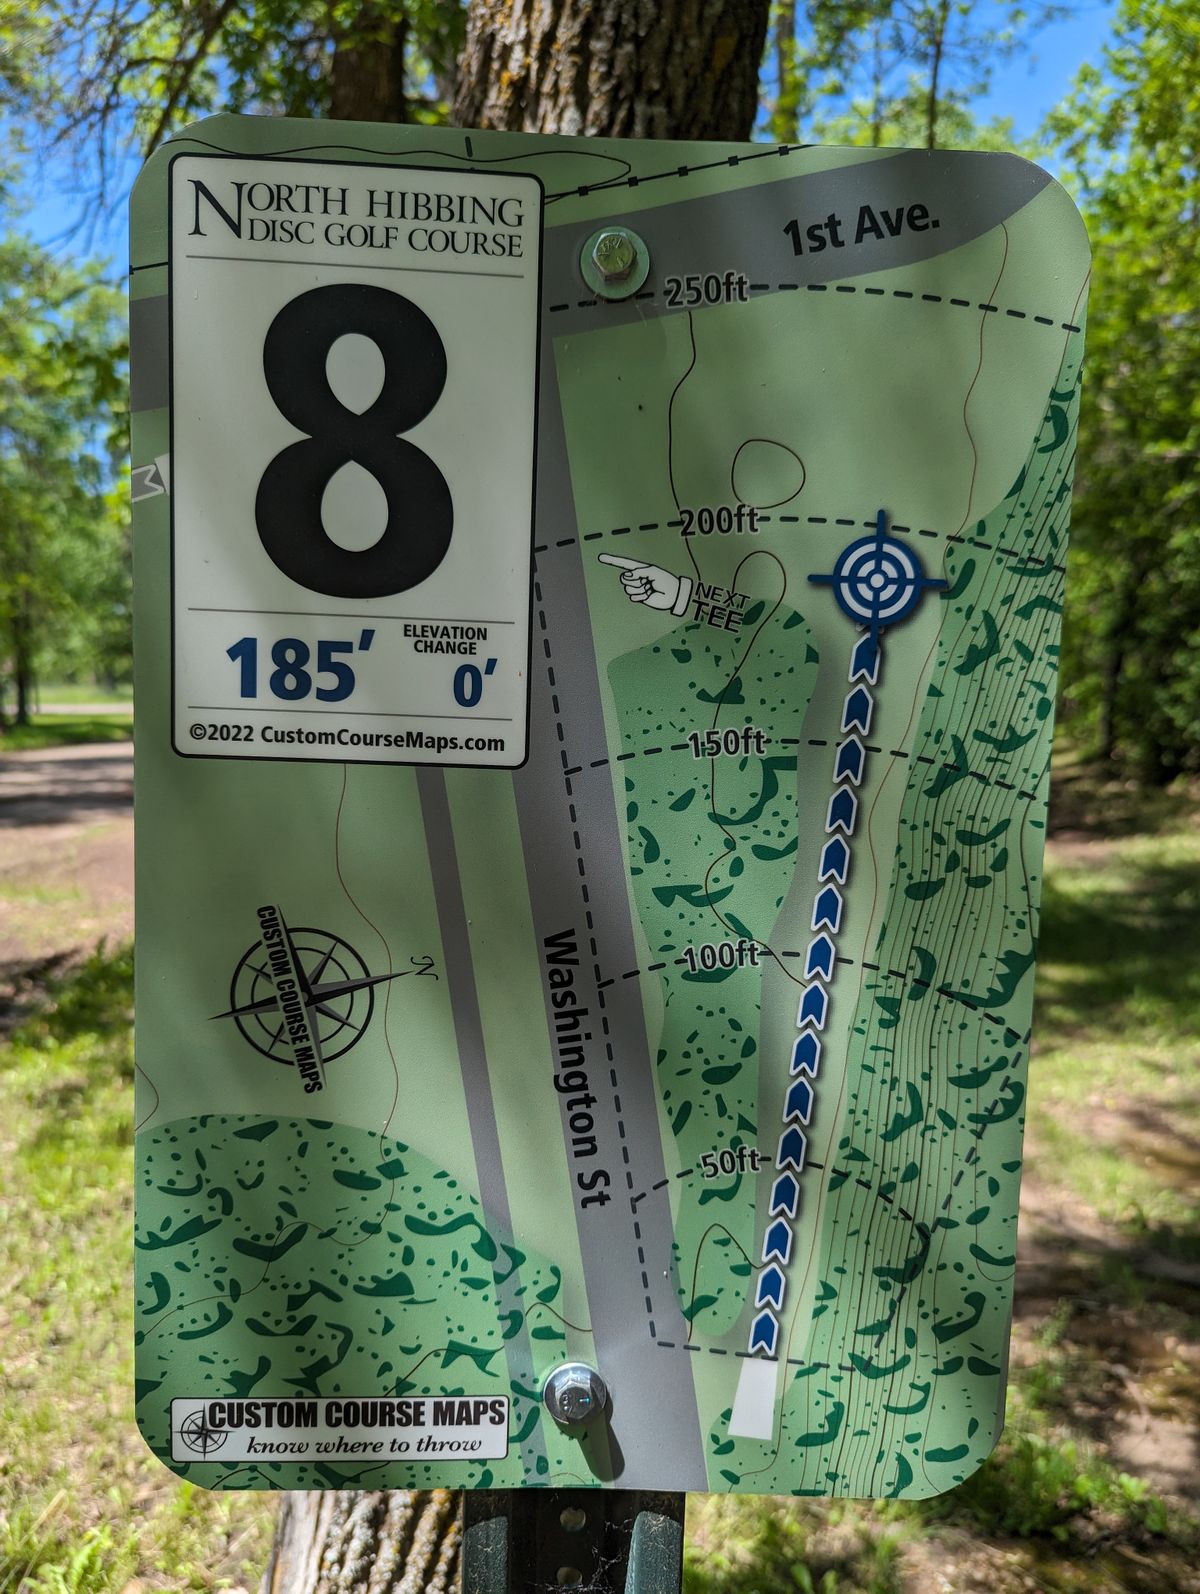 NORTH HIBBING
DISC GOLF COURSE
8
185'
ELEVATION
CHANGE
0'
©2022 CustomCourseMaps.com
1st Ave.
250ft
200ft
NEXT
TEE
150ft
100ft
50ft
Washington St
N
CUSTOM COURSE MAPS
CUSTOM COURSE MAPS
know where to throw